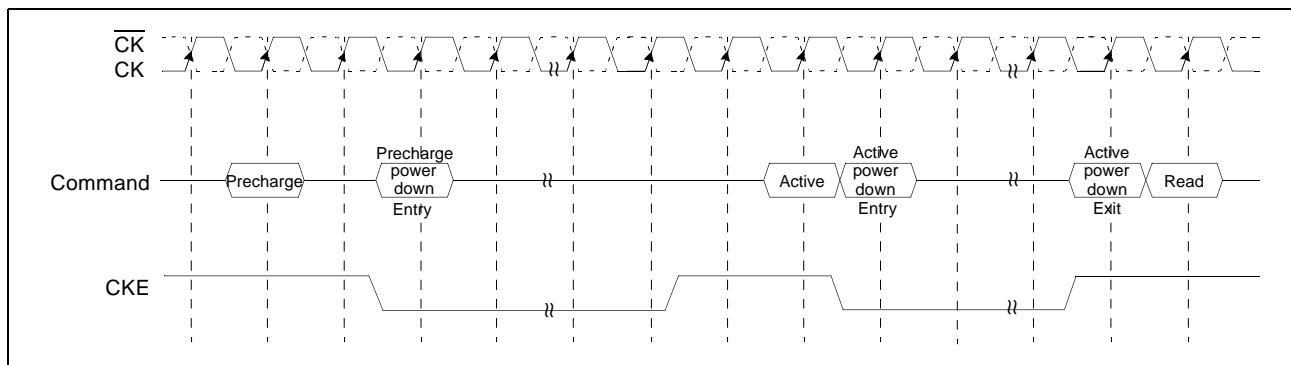 CK
CK
Command
Precharge
Precharge
power
down
Entry
Active
Active
power
down
Entry
Active
power
down
Exit
Read
CKE